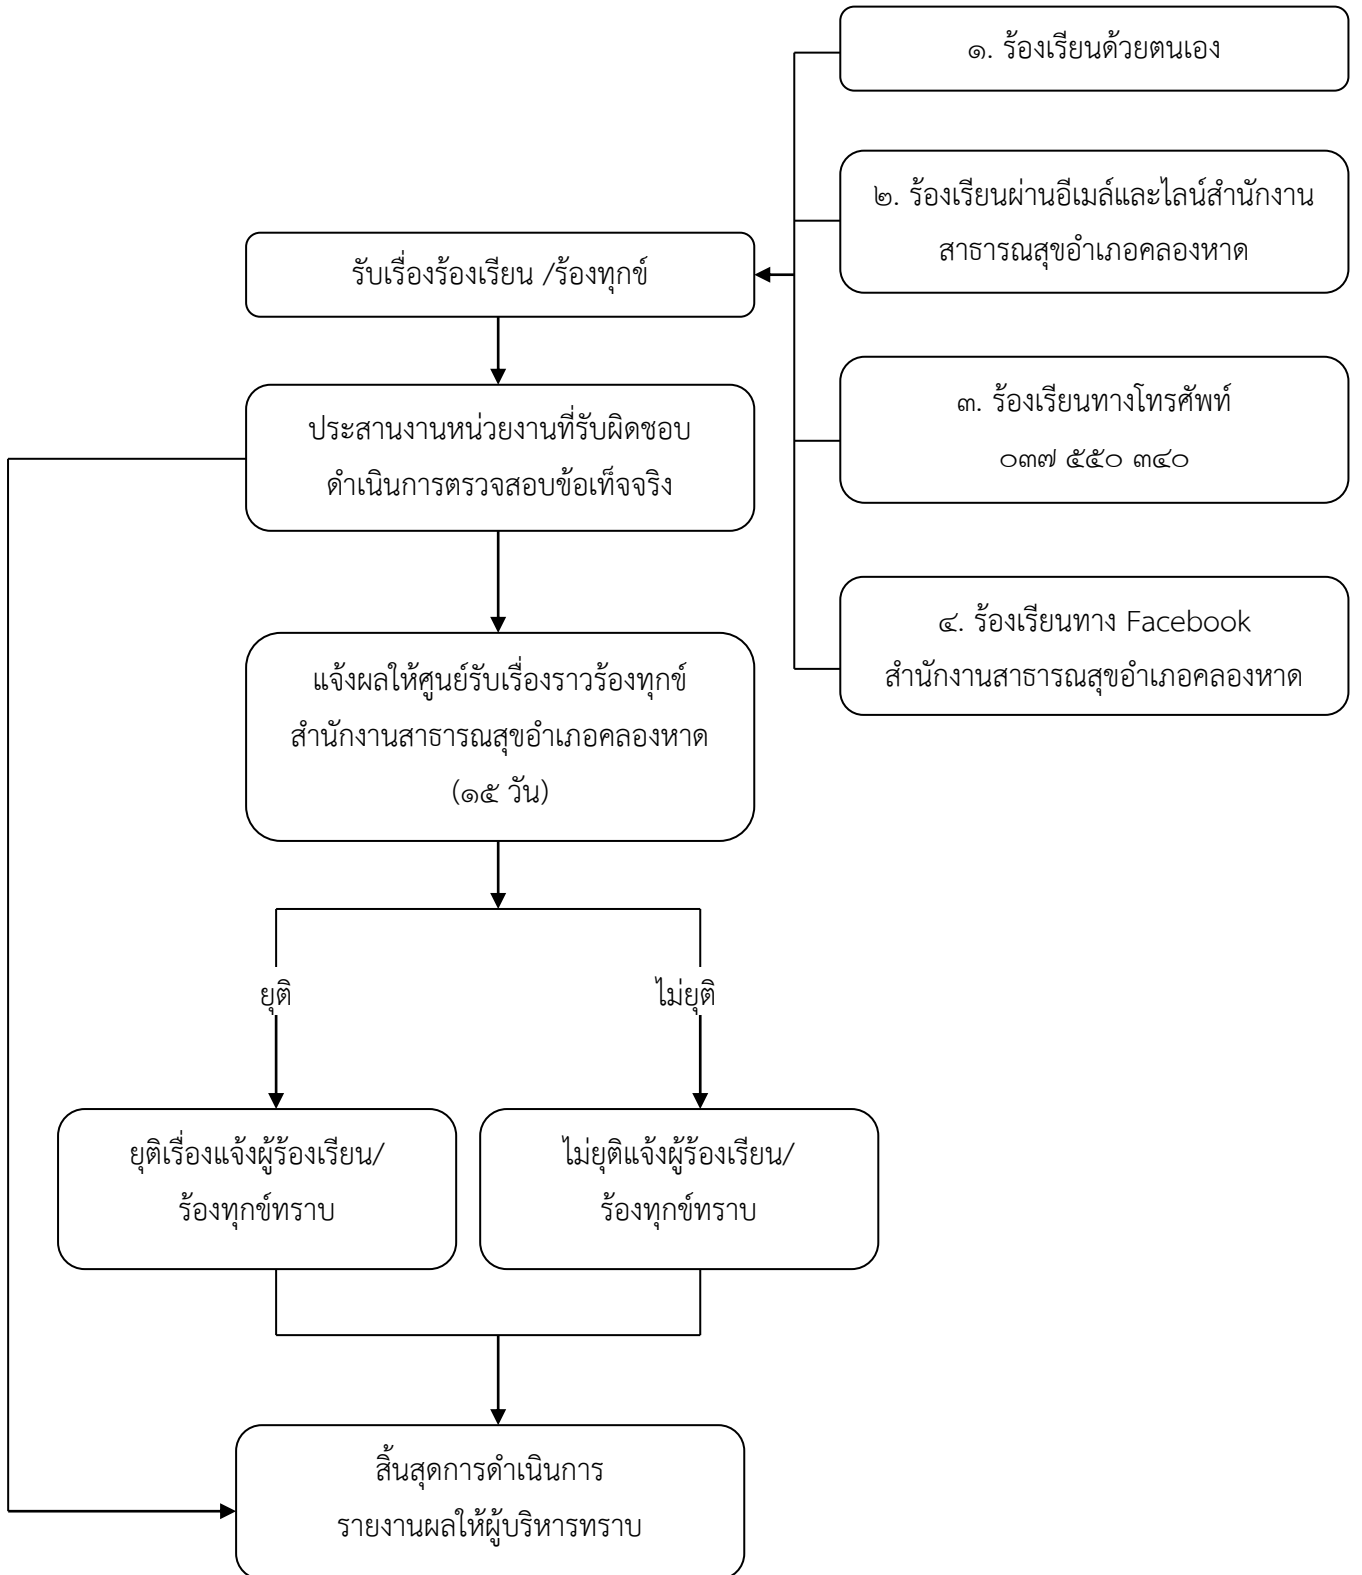 ๑. ร้องเรียนด้วยตนเอง
๒. ร้องเรียนผ่านอีเมล์และไลน์สำนักงาน
สาธารณสุขอำเภอคลองหาด
รับเรื่องร้องเรียน /ร้องทุกข์
๓. ร้องเรียนทางโทรศัพท์
๐๓๗ ๕๕๐ ๓๔๐
ประสานงานหน่วยงานที่รับผิดชอบ
ดำเนินการตรวจสอบข้อเท็จจริง
๔. ร้องเรียนทาง Facebook
สำนักงานสาธารณสุขอำเภอคลองหาด
แจ้งผลให้ศูนย์รับเรื่องราวร้องทุกข์
สำนักงานสาธารณสุขอำเภอคลองหาด
(๑๕ วัน)
ยุติ
ไม่ยุติ
ยุติเรื่องแจ้งผู้ร้องเรียน/
ร้องทุกข์ทราบ
ไม่ยุติแจ้งผู้ร้องเรียน/
ร้องทุกข์ทราบ
สิ้นสุดการดำเนินการ
รายงานผลให้ผู้บริหารทราบ